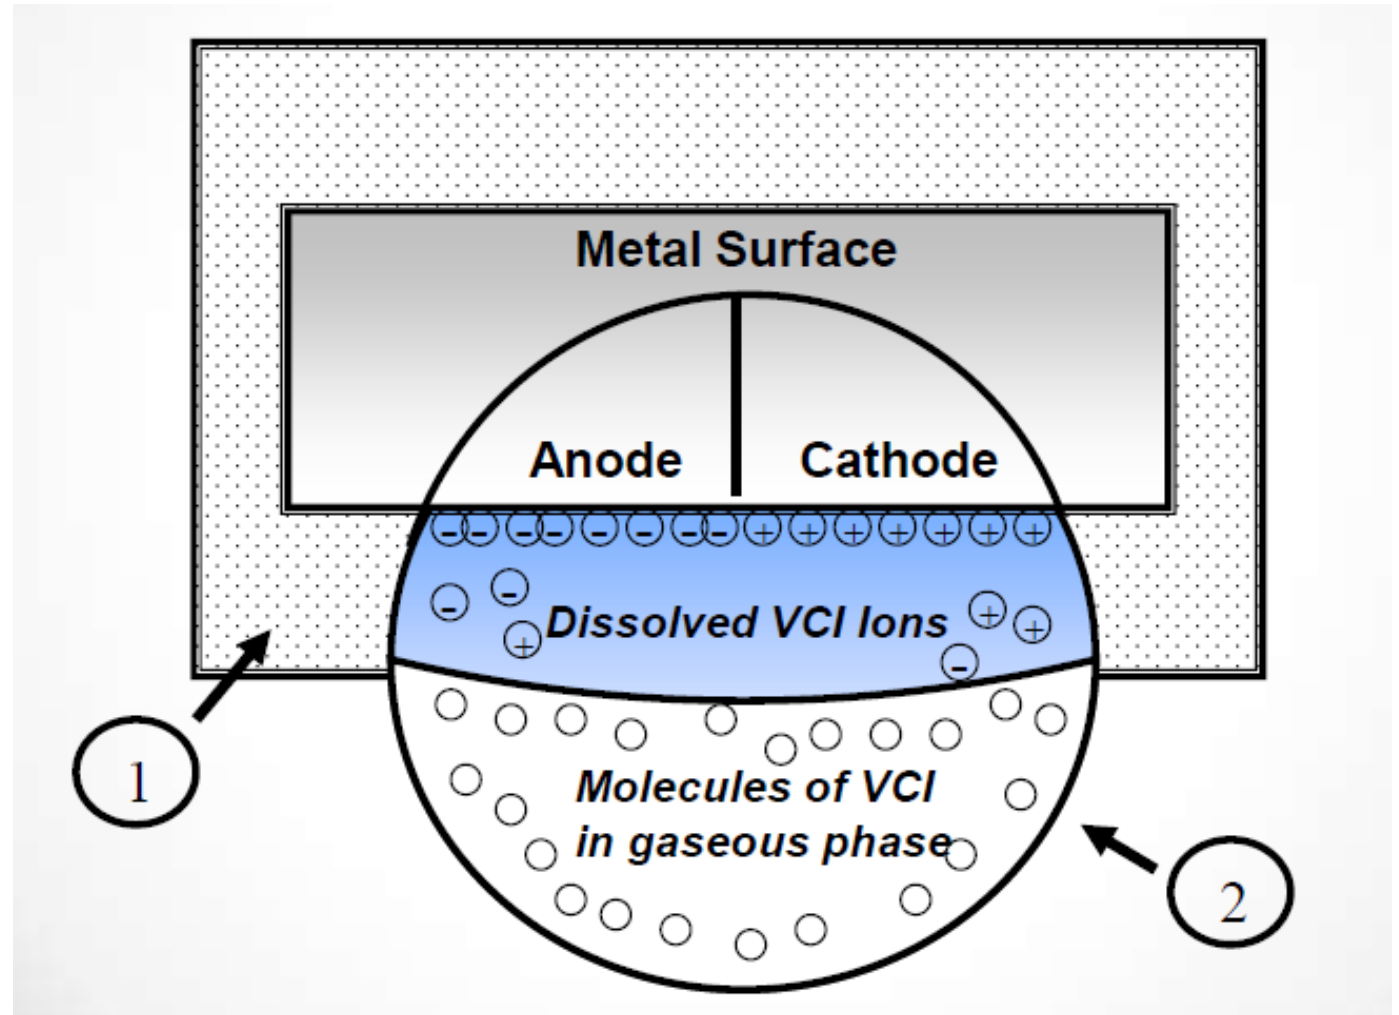 Metal Surface
Anode
Cathode
Dissolved VCI Ions
Molecules of VCI
in gaseous phase
1
2